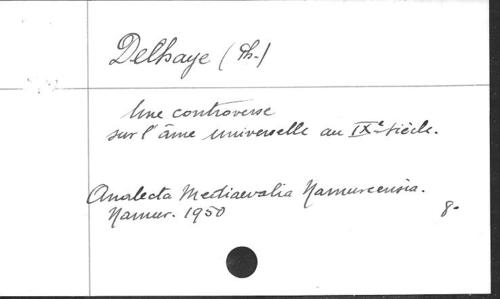 Delhaye (Ph.)
Une controverse
sur l'âme universelle au IXe siècle.
Analecta Mediaevalia Namurcensia.
Namur. 1950
8°